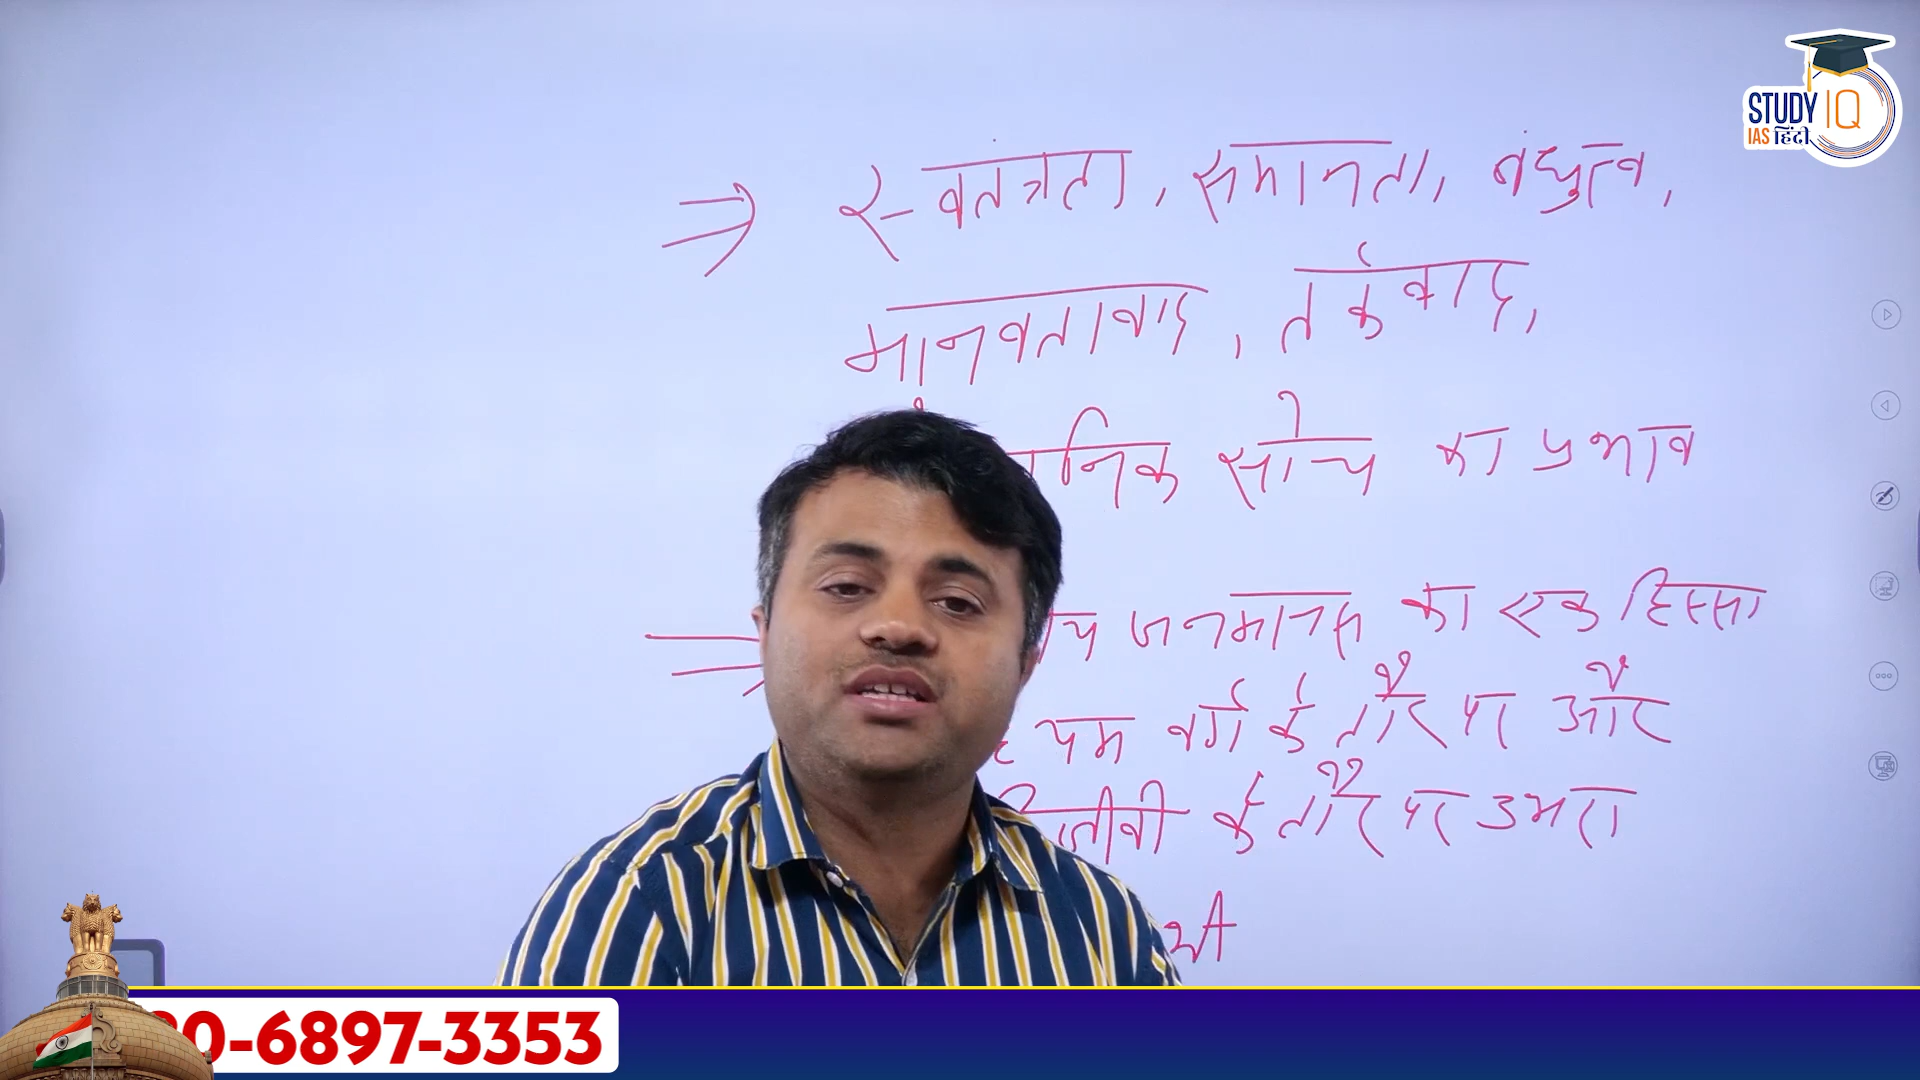 STUDY IQ
IAS हिंदी
स्वतंत्रता, समानता, बंधुत्व,
मानवतावाद, तर्कवाद,
सोच का प्रभाव
जनमानस का एक हिस्सा
वर्ग के तौर पर और
के तौर पर उभरा
थी
0-6897-3353